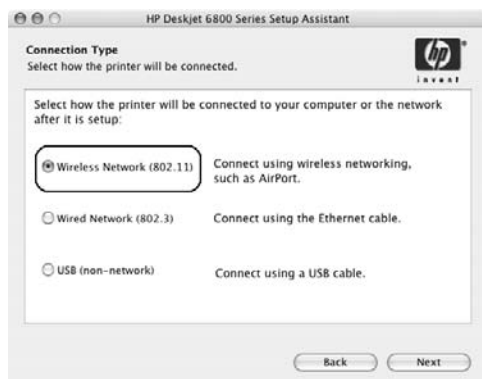 HP Deskjet 6800 Series Setup Assistant
Connection Type
Select how the printer will be connected.
hp
invent
Select how the printer will be connected to your computer or the network
after it is setup:
Wireless Network (802.11)
Connect using wireless networking,
such as AirPort.
Wired Network (802.3)
Connect using the Ethernet cable.
USB (non-network)
Connect using a USB cable.
Back
Next